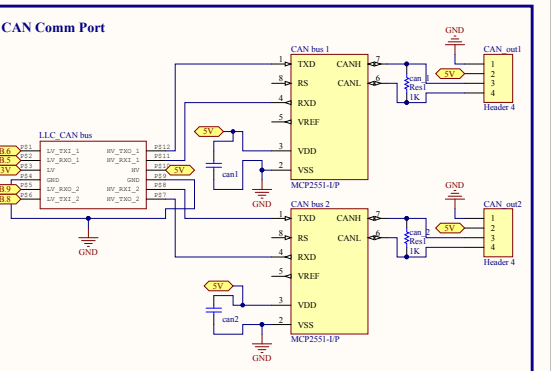 CAN Comm Port
GND
CAN bus 1
CAN_out1
1 TXD CANH 7
8 RS CANL 6
4 RXD
5 VREF
3 VDD
2 VSS
MCP2551-I/P
can_1
Res1
1K
5V
1
2
3
4
Header 4
LLC_CAN bus
B.6 PS1 LV_TXI_1 HV_TXO_1 PS12
B.5 PS2 LV_RXO_1 HV_RXI_1 PS11
3V PS3 LV HV 5V
PS4 GND GND PS9
B.9 PS5 LV_RXO_2 HV_RXI_2 PS8
B.8 PS6 LV_TXI_2 HV_TXO_2 PS7
5V
can1
GND
GND
GND
CAN bus 2
CAN_out2
1 TXD CANH 7
8 RS CANL 6
4 RXD
5 VREF
3 VDD
2 VSS
MCP2551-I/P
can_2
Res1
1K
5V
1
2
3
4
Header 4
5V
can2
GND